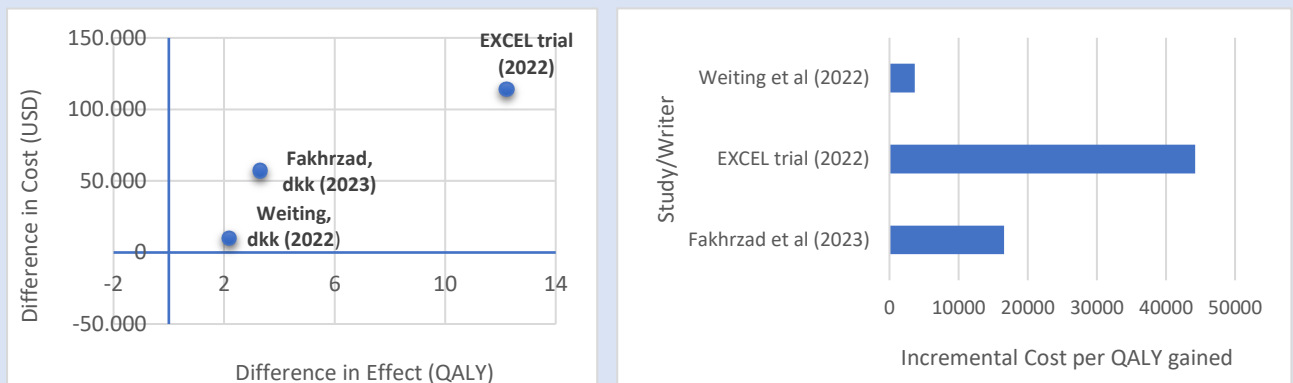 150.000
100.000
50.000
0
-50.000
-2
2
6
10
14
Difference in Cost (USD)
Difference in Effect (QALY)
EXCEL trial
(2022)
Fakhrzad,
dkk (2023)
Weiting,
dkk (2022)
Study/Writer
Weiting et al (2022)
EXCEL trial (2022)
Fakhrzad et al (2023)
0
10000
20000
30000
40000
50000
Incremental Cost per QALY gained